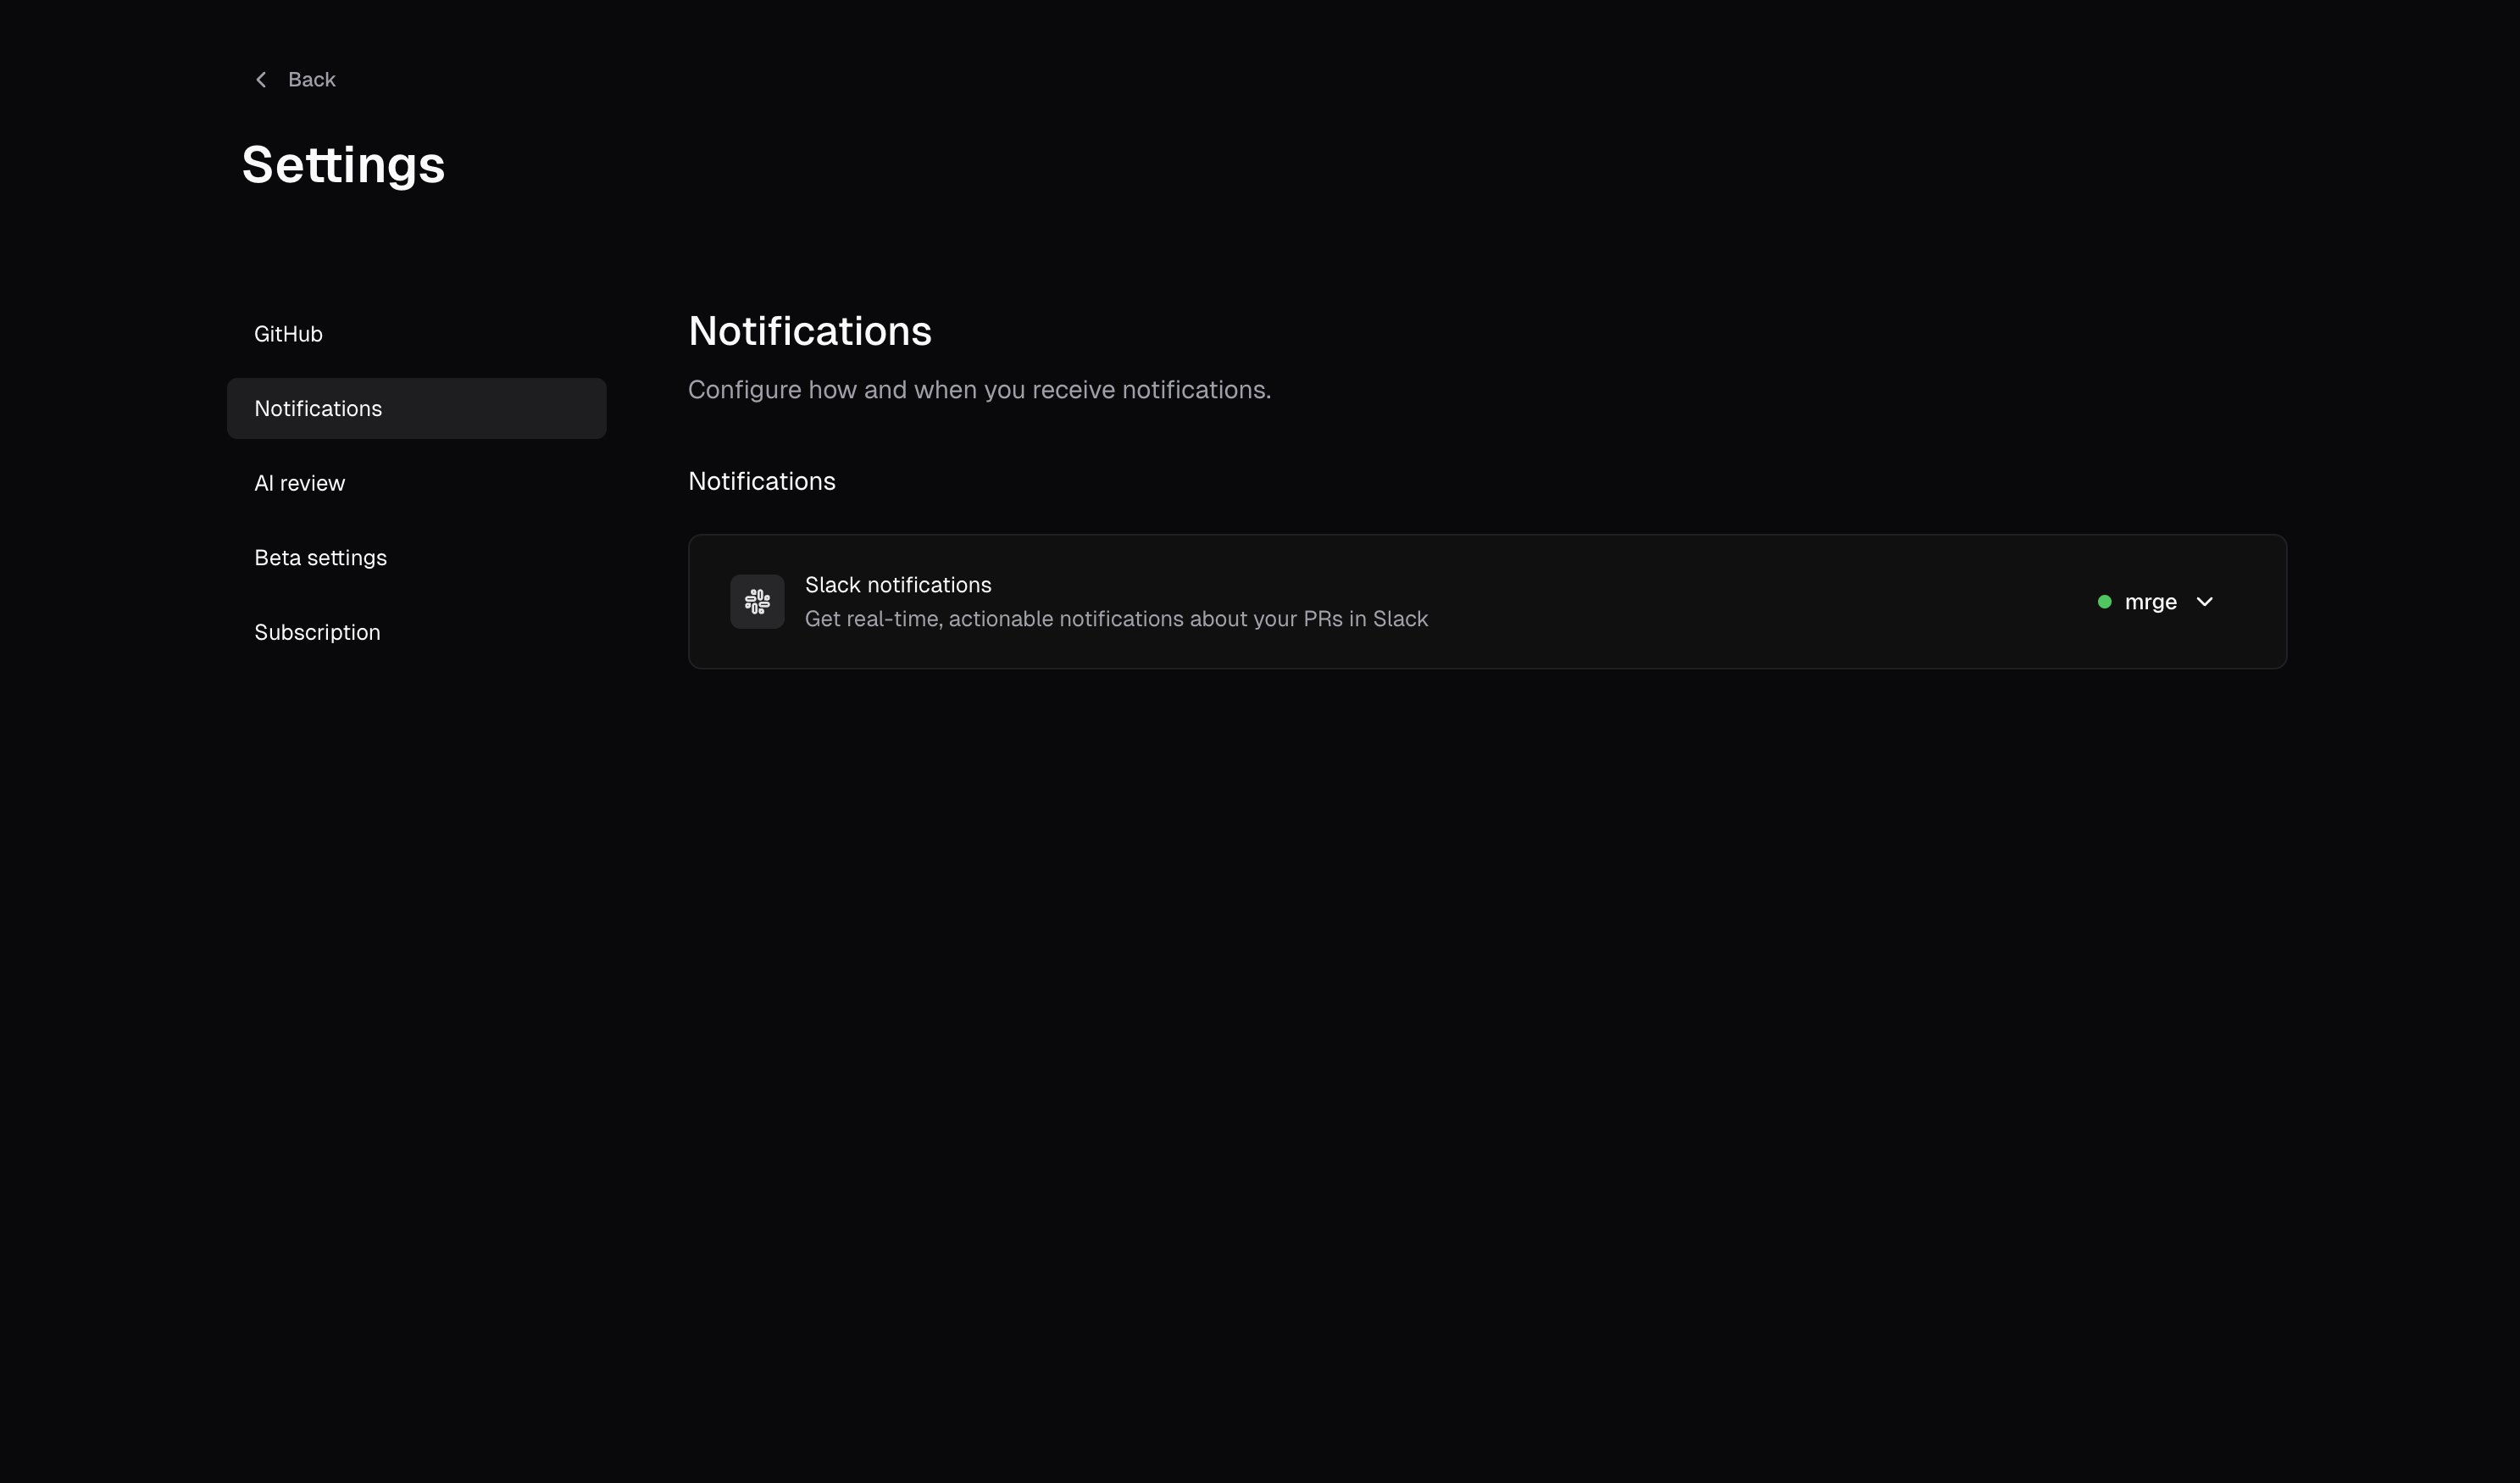 Back
Settings
GitHub
Notifications
AI review
Beta settings
Subscription
Notifications
Configure how and when you receive notifications.
Notifications
Slack notifications
Get real-time, actionable notifications about your PRs in Slack
mrge